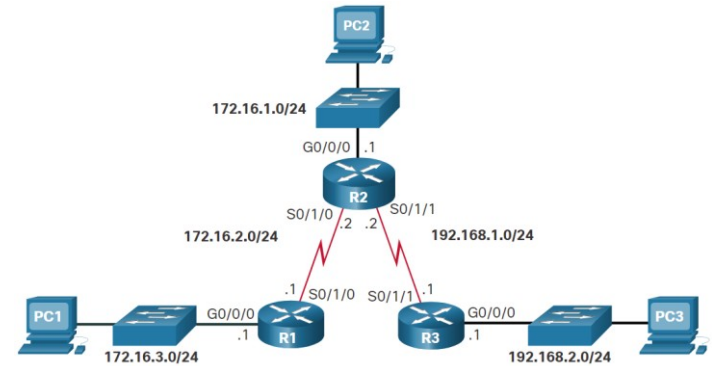 PC2
172.16.1.0/24
G0/0/0 .1
R2
S0/1/0 .2 .2 S0/1/1
172.16.2.0/24
192.168.1.0/24
.1 S0/1/0
S0/1/1 .1
PC1
G0/0/0
.1
R1
R3
G0/0/0
.1
PC3
172.16.3.0/24
192.168.2.0/24